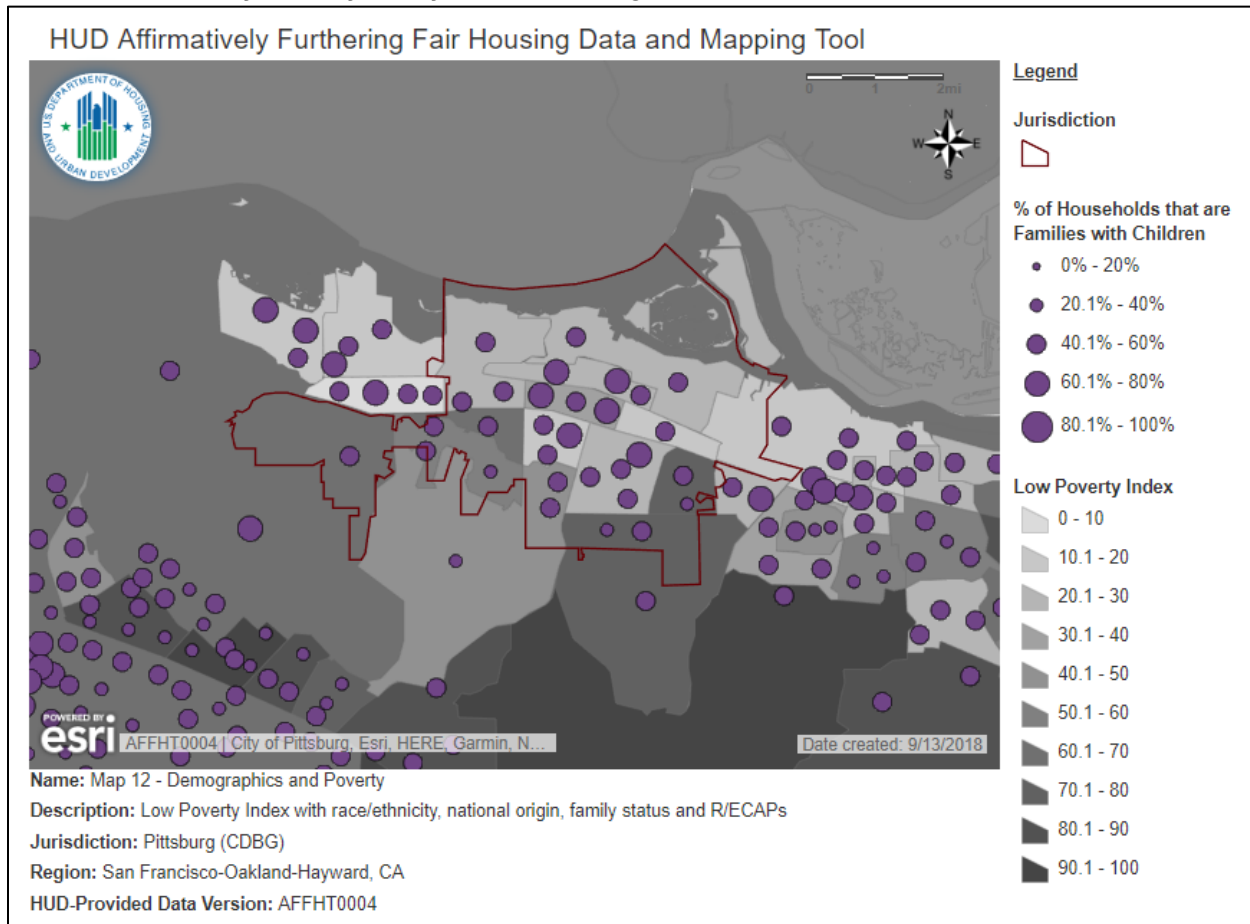 HUD Affirmatively Furthering Fair Housing Data and Mapping Tool
U.S. DEPARTMENT OF HOUSING
AND URBAN DEVELOPMENT
0 1 2mi
N
W E
S
Legend
Jurisdiction
% of Households that are
Families with Children
0% - 20%
20.1% - 40%
40.1% - 60%
60.1% - 80%
80.1% - 100%
Low Poverty Index
0 - 10
10.1 - 20
20.1 - 30
30.1 - 40
40.1 - 50
50.1 - 60
60.1 - 70
70.1 - 80
80.1 - 90
90.1 - 100
POWERED BY
esri
AFFHT0004 | City of Pittsburg, Esri, HERE, Garmin, N...
Date created: 9/13/2018
Name: Map 12 - Demographics and Poverty
Description: Low Poverty Index with race/ethnicity, national origin, family status and R/ECAPs
Jurisdiction: Pittsburg (CDBG)
Region: San Francisco-Oakland-Hayward, CA
HUD-Provided Data Version: AFFHT0004